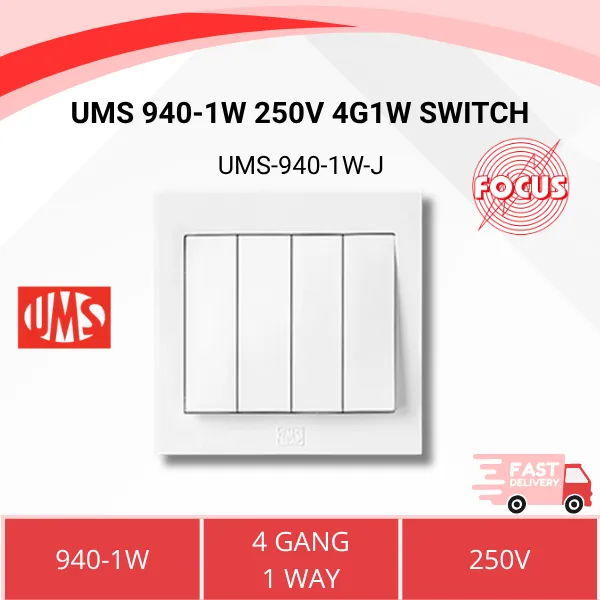 UMS 940-1W 250V 4G1W SWITCH
UMS-940-1W-J
FOCUS
UMS
UMS
FAST
DELIVERY
940-1W
4 GANG
1 WAY
250V